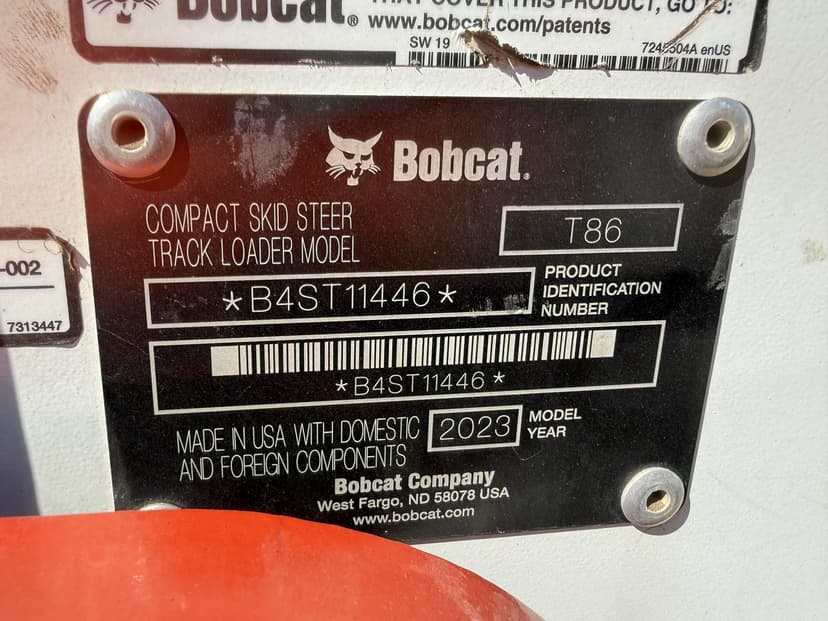 Bobcat®
THAT COVER THIS PRODUCT, GO TO:
www.bobcat.com/patents
SW 19
enUS
Bobcat.
COMPACT SKID STEER
TRACK LOADER MODEL
T86
*B4ST11446*
PRODUCT
IDENTIFICATION
NUMBER
*B4ST11446*
MADE IN USA WITH DOMESTIC
AND FOREIGN COMPONENTS
2023
MODEL
YEAR
Bobcat Company
West Fargo, ND 58078 USA
www.bobcat.com
-002
7313447